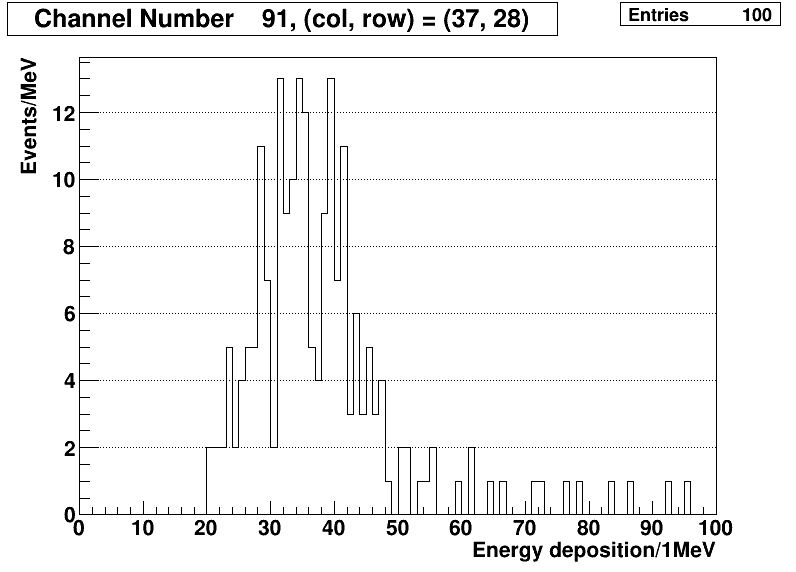 Channel Number 91, (col, row) = (37, 28)
Entries 100
Events/MeV
12
10
8
6
4
2
0
0 10 20 30 40 50 60 70 80 90 100
Energy deposition/1MeV